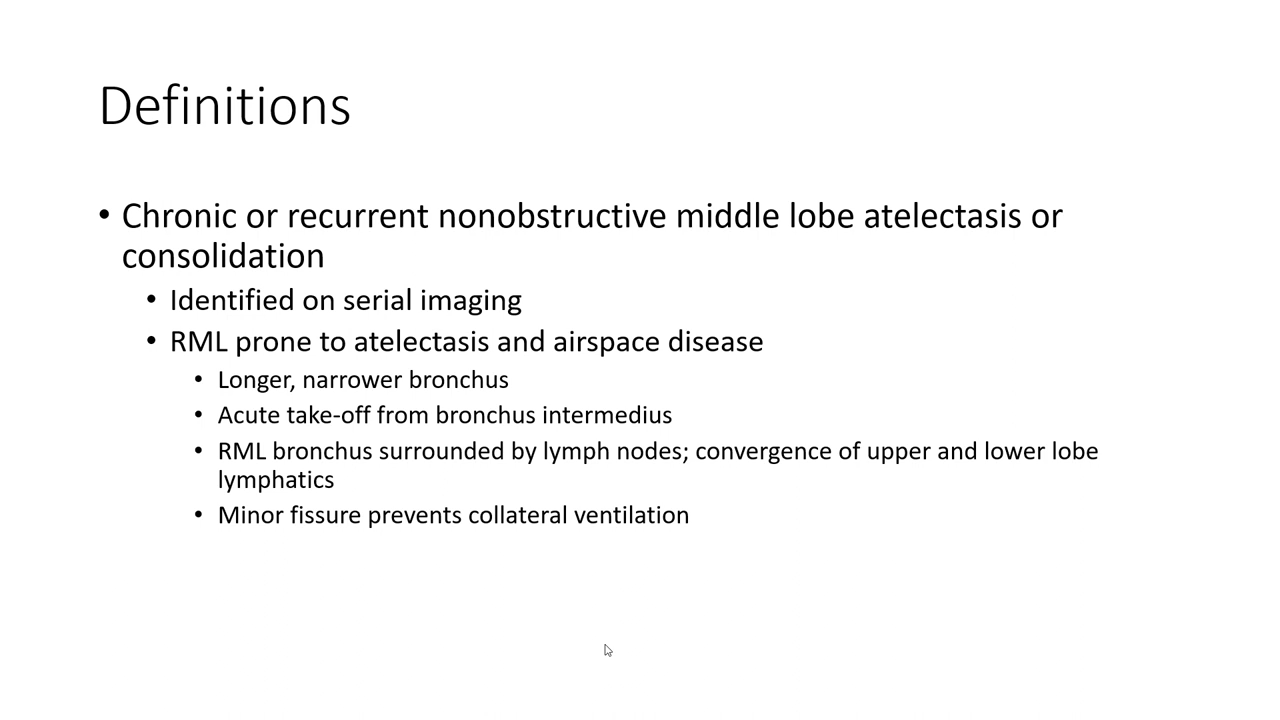 Definitions
• Chronic or recurrent nonobstructive middle lobe atelectasis or
consolidation
• Identified on serial imaging
• RML prone to atelectasis and airspace disease
• Longer, narrower bronchus
• Acute take-off from bronchus intermedius
• RML bronchus surrounded by lymph nodes; convergence of upper and lower lobe
lymphatics
• Minor fissure prevents collateral ventilation